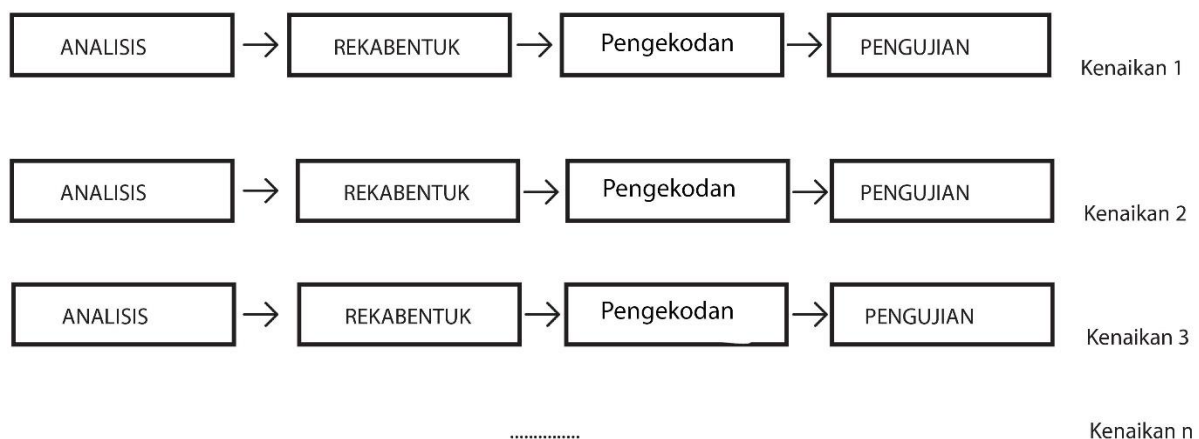 ANALISIS → REKABENTUK → Pengekodan → PENGUJIAN
Kenaikan 1
ANALISIS → REKABENTUK → Pengekodan → PENGUJIAN
Kenaikan 2
ANALISIS → REKABENTUK → Pengekodan → PENGUJIAN
Kenaikan 3
............... Kenaikan n